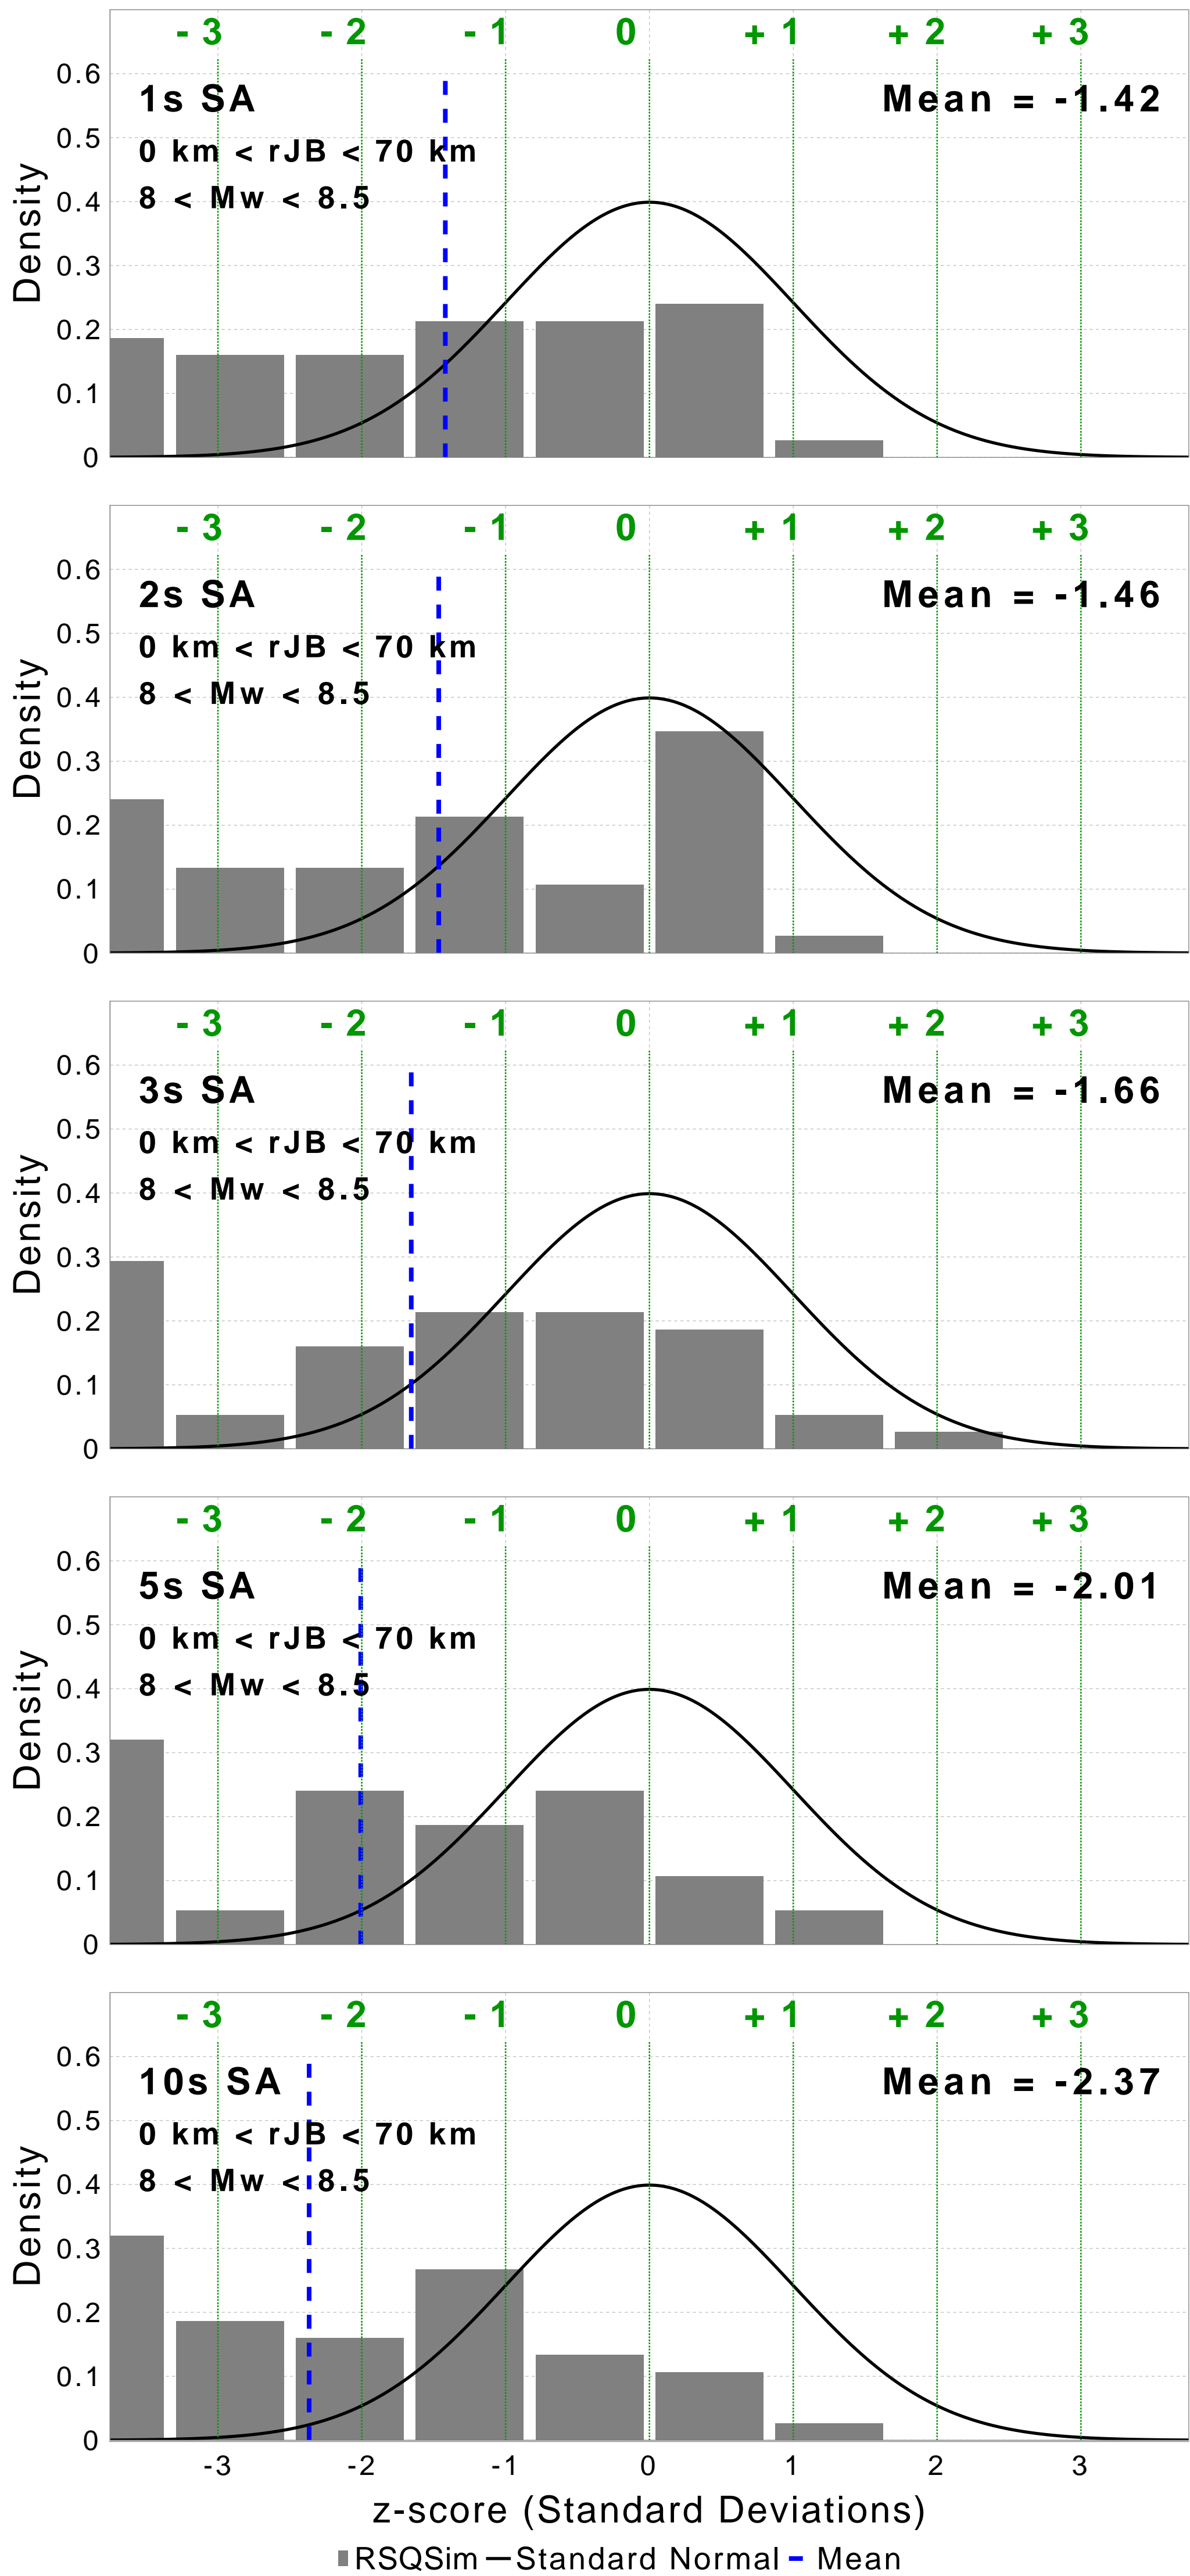 - 3 - 2 - 1 0 + 1 + 2 + 3
0.6
1s SA Mean = -1.42
0.5
0 km < rJB < 70 km
8 < Mw < 8.5
0.4
Density
0.3
0.2
0.1
0
- 3 - 2 - 1 0 + 1 + 2 + 3
0.6
2s SA Mean = -1.46
0.5
0 km < rJB < 70 km
8 < Mw < 8.5
0.4
Density
0.3
0.2
0.1
0
- 3 - 2 - 1 0 + 1 + 2 + 3
0.6
3s SA Mean = -1.66
0.5
0 km < rJB < 70 km
8 < Mw < 8.5
0.4
Density
0.3
0.2
0.1
0
- 3 - 2 - 1 0 + 1 + 2 + 3
0.6
5s SA Mean = -2.01
0.5
0 km < rJB < 70 km
8 < Mw < 8.5
0.4
Density
0.3
0.2
0.1
0
- 3 - 2 - 1 0 + 1 + 2 + 3
0.6
10s SA Mean = -2.37
0.5
0 km < rJB < 70 km
8 < Mw < 8.5
0.4
Density
0.3
0.2
0.1
0
-3 -2 -1 0 1 2 3
z-score (Standard Deviations)
RSQSim Standard Normal Mean